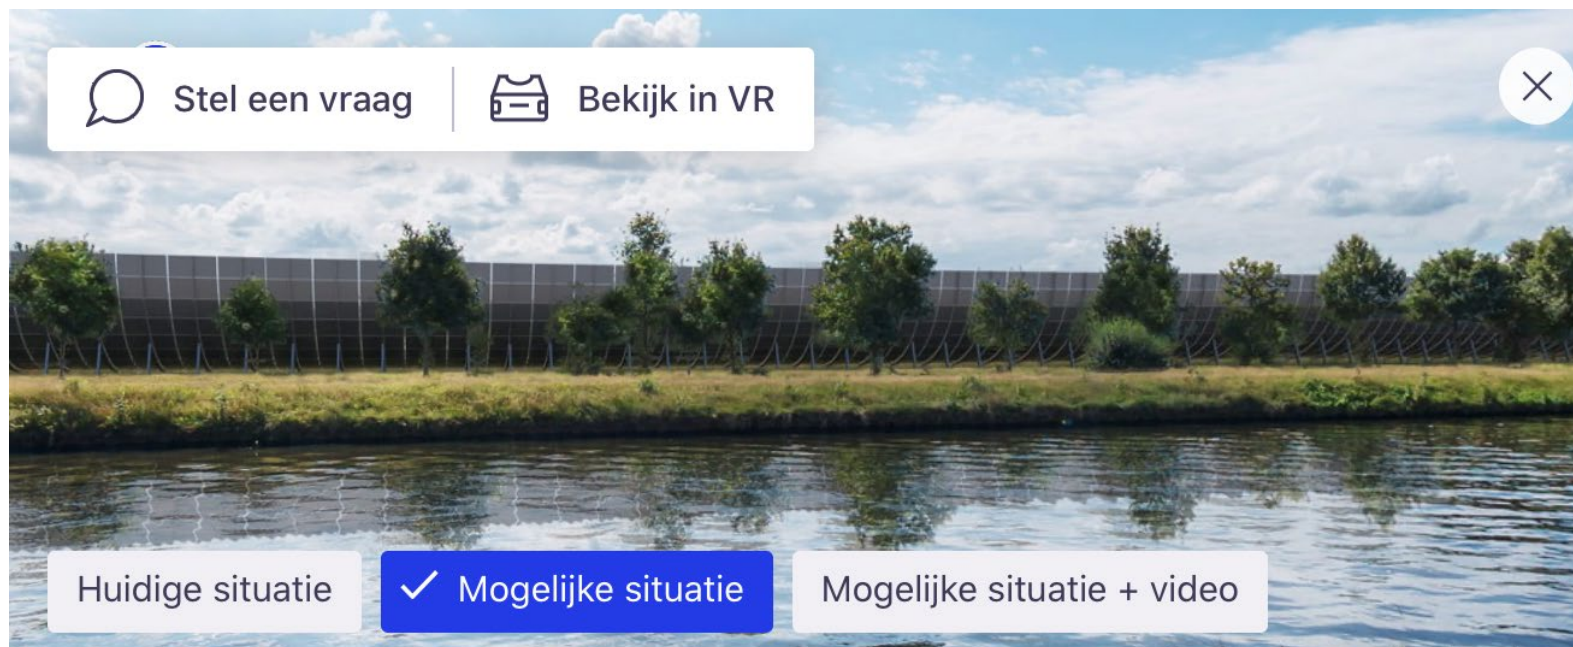 Stel een vraag
Bekijk in VR
Huidige situatie
Mogelijke situatie
Mogelijke situatie + video